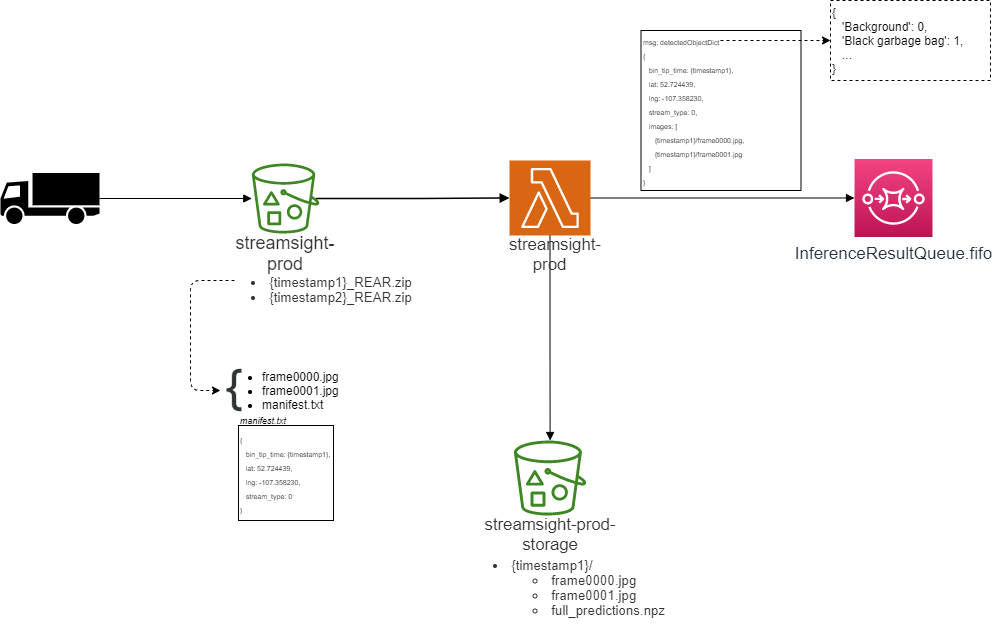 {
'Background': 0,
'Black garbage bag': 1,
...
}
msg: detectedObjectDict
{
bin_tip_time: {timestamp1},
lat: 52.724439,
lng: -107.358230,
stream_type: 0,
images: [
{timestamp1}/frame0000.jpg,
{timestamp1}/frame0001.jpg
]
}
streamsight-
prod
streamsight-
prod
InferenceResultQueue.fifo
• {timestamp1}_REAR.zip
• {timestamp2}_REAR.zip
{
• frame0000.jpg
• frame0001.jpg
• manifest.txt
manifest.txt
{
bin_tip_time: {timestamp1},
lat: 52.724439,
lng: -107.358230,
stream_type: 0
}
streamsight-prod-
storage
• {timestamp1}/
○ frame0000.jpg
○ frame0001.jpg
○ full_predictions.npz